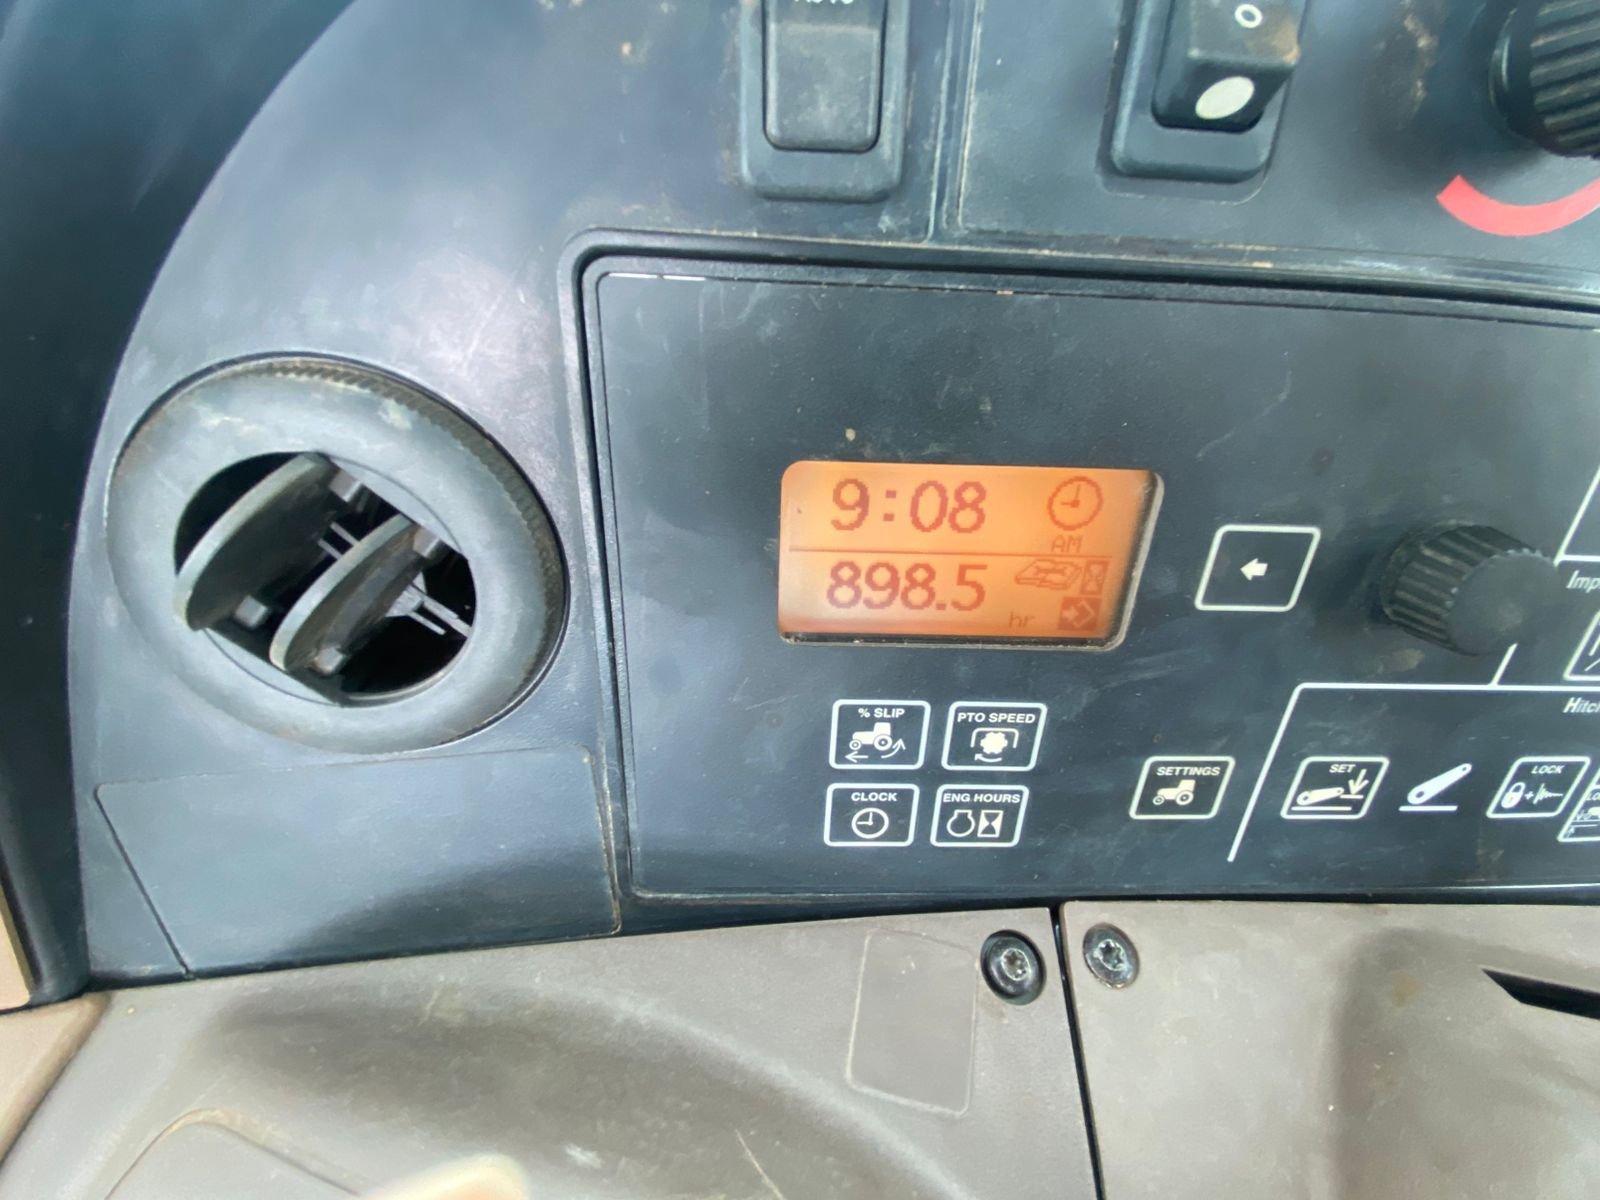 O
9:08
AM
898.5
hr
% SLIP
PTO SPEED
CLOCK
ENG HOURS
SETTINGS
SET
LOCK